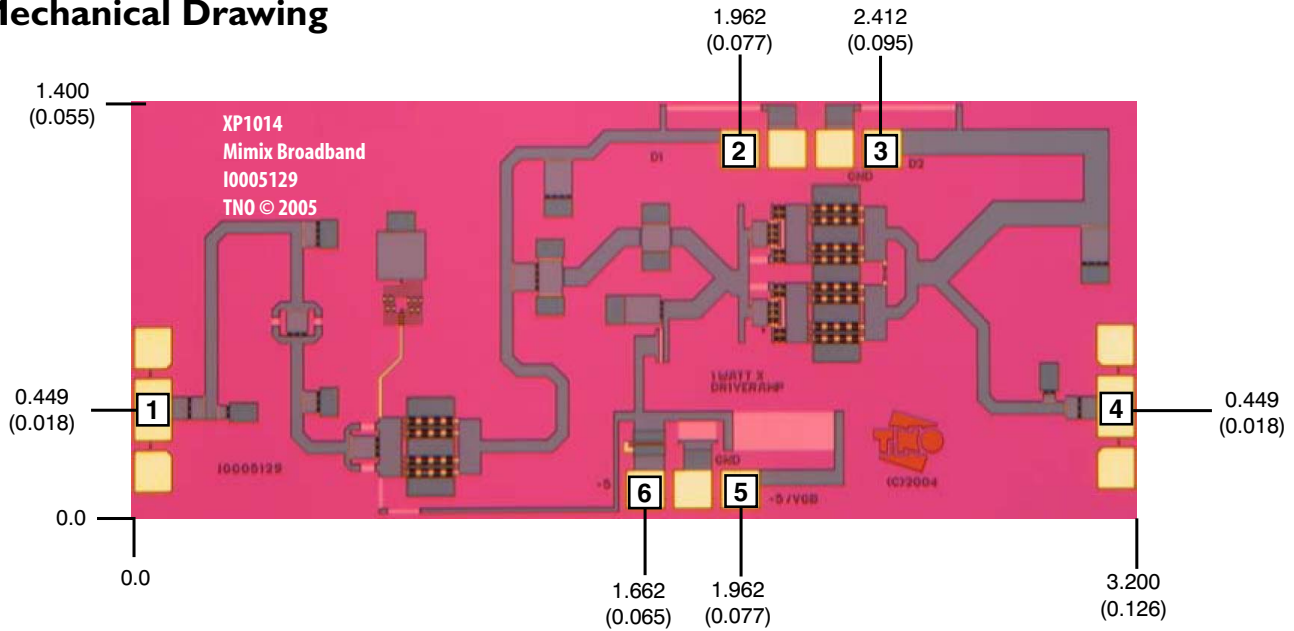 Mechanical Drawing
1.962
(0.077)
2.412
(0.095)
1.400
(0.055)
XP1014
Mimix Broadband
I0005129
TNO © 2005
2
3
D1
D2
GND
1 WATT X
DRIVERAMP
0.449
(0.018)
1
4
0.449
(0.018)
I0005129
TNO
(C)2004
GND
-5
6
5
-5/VGD
0.0
0.0
1.662
(0.065)
1.962
(0.077)
3.200
(0.126)